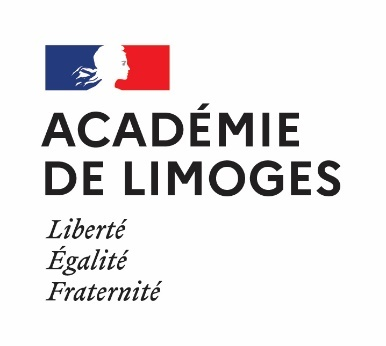 ACADÉMIE
DE LIMOGES
Liberté
Égalité
Fraternité